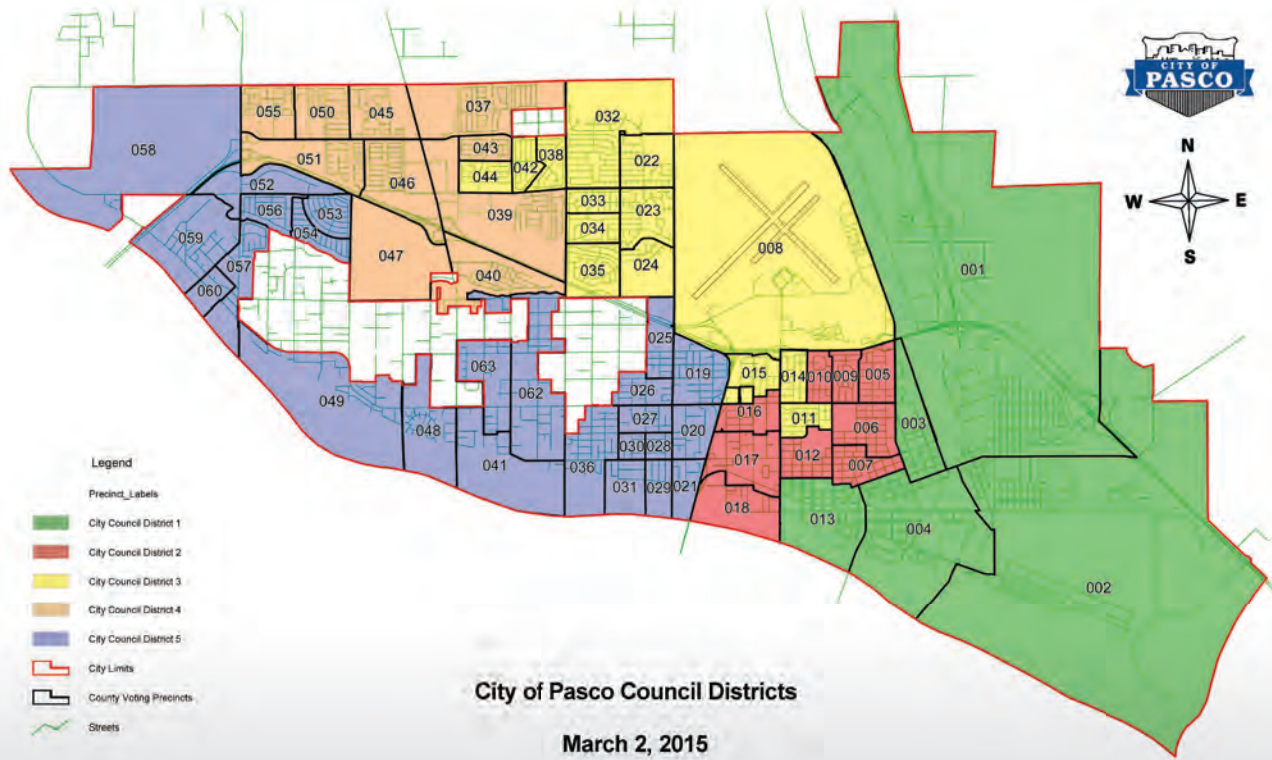 CITY OF
PASCO
N
W E
S
037
055 050 045
032
043
038
058
051
042
022
046
044
052
033
023
056 053
039
054
034
059
008
047
057
024
035
001
040
060
025
015
063
019
014 010 009 005
062
026
049
016
011
027
003
048
020
006
030 028
012
017
041
036
007
031 029 021
018
013
004
002
Legend
Precinct_Labels
City Council District 1
City Council District 2
City Council District 3
City Council District 4
City Council District 5
City Limits
County Voting Precincts
Streets
City of Pasco Council Districts
March 2, 2015